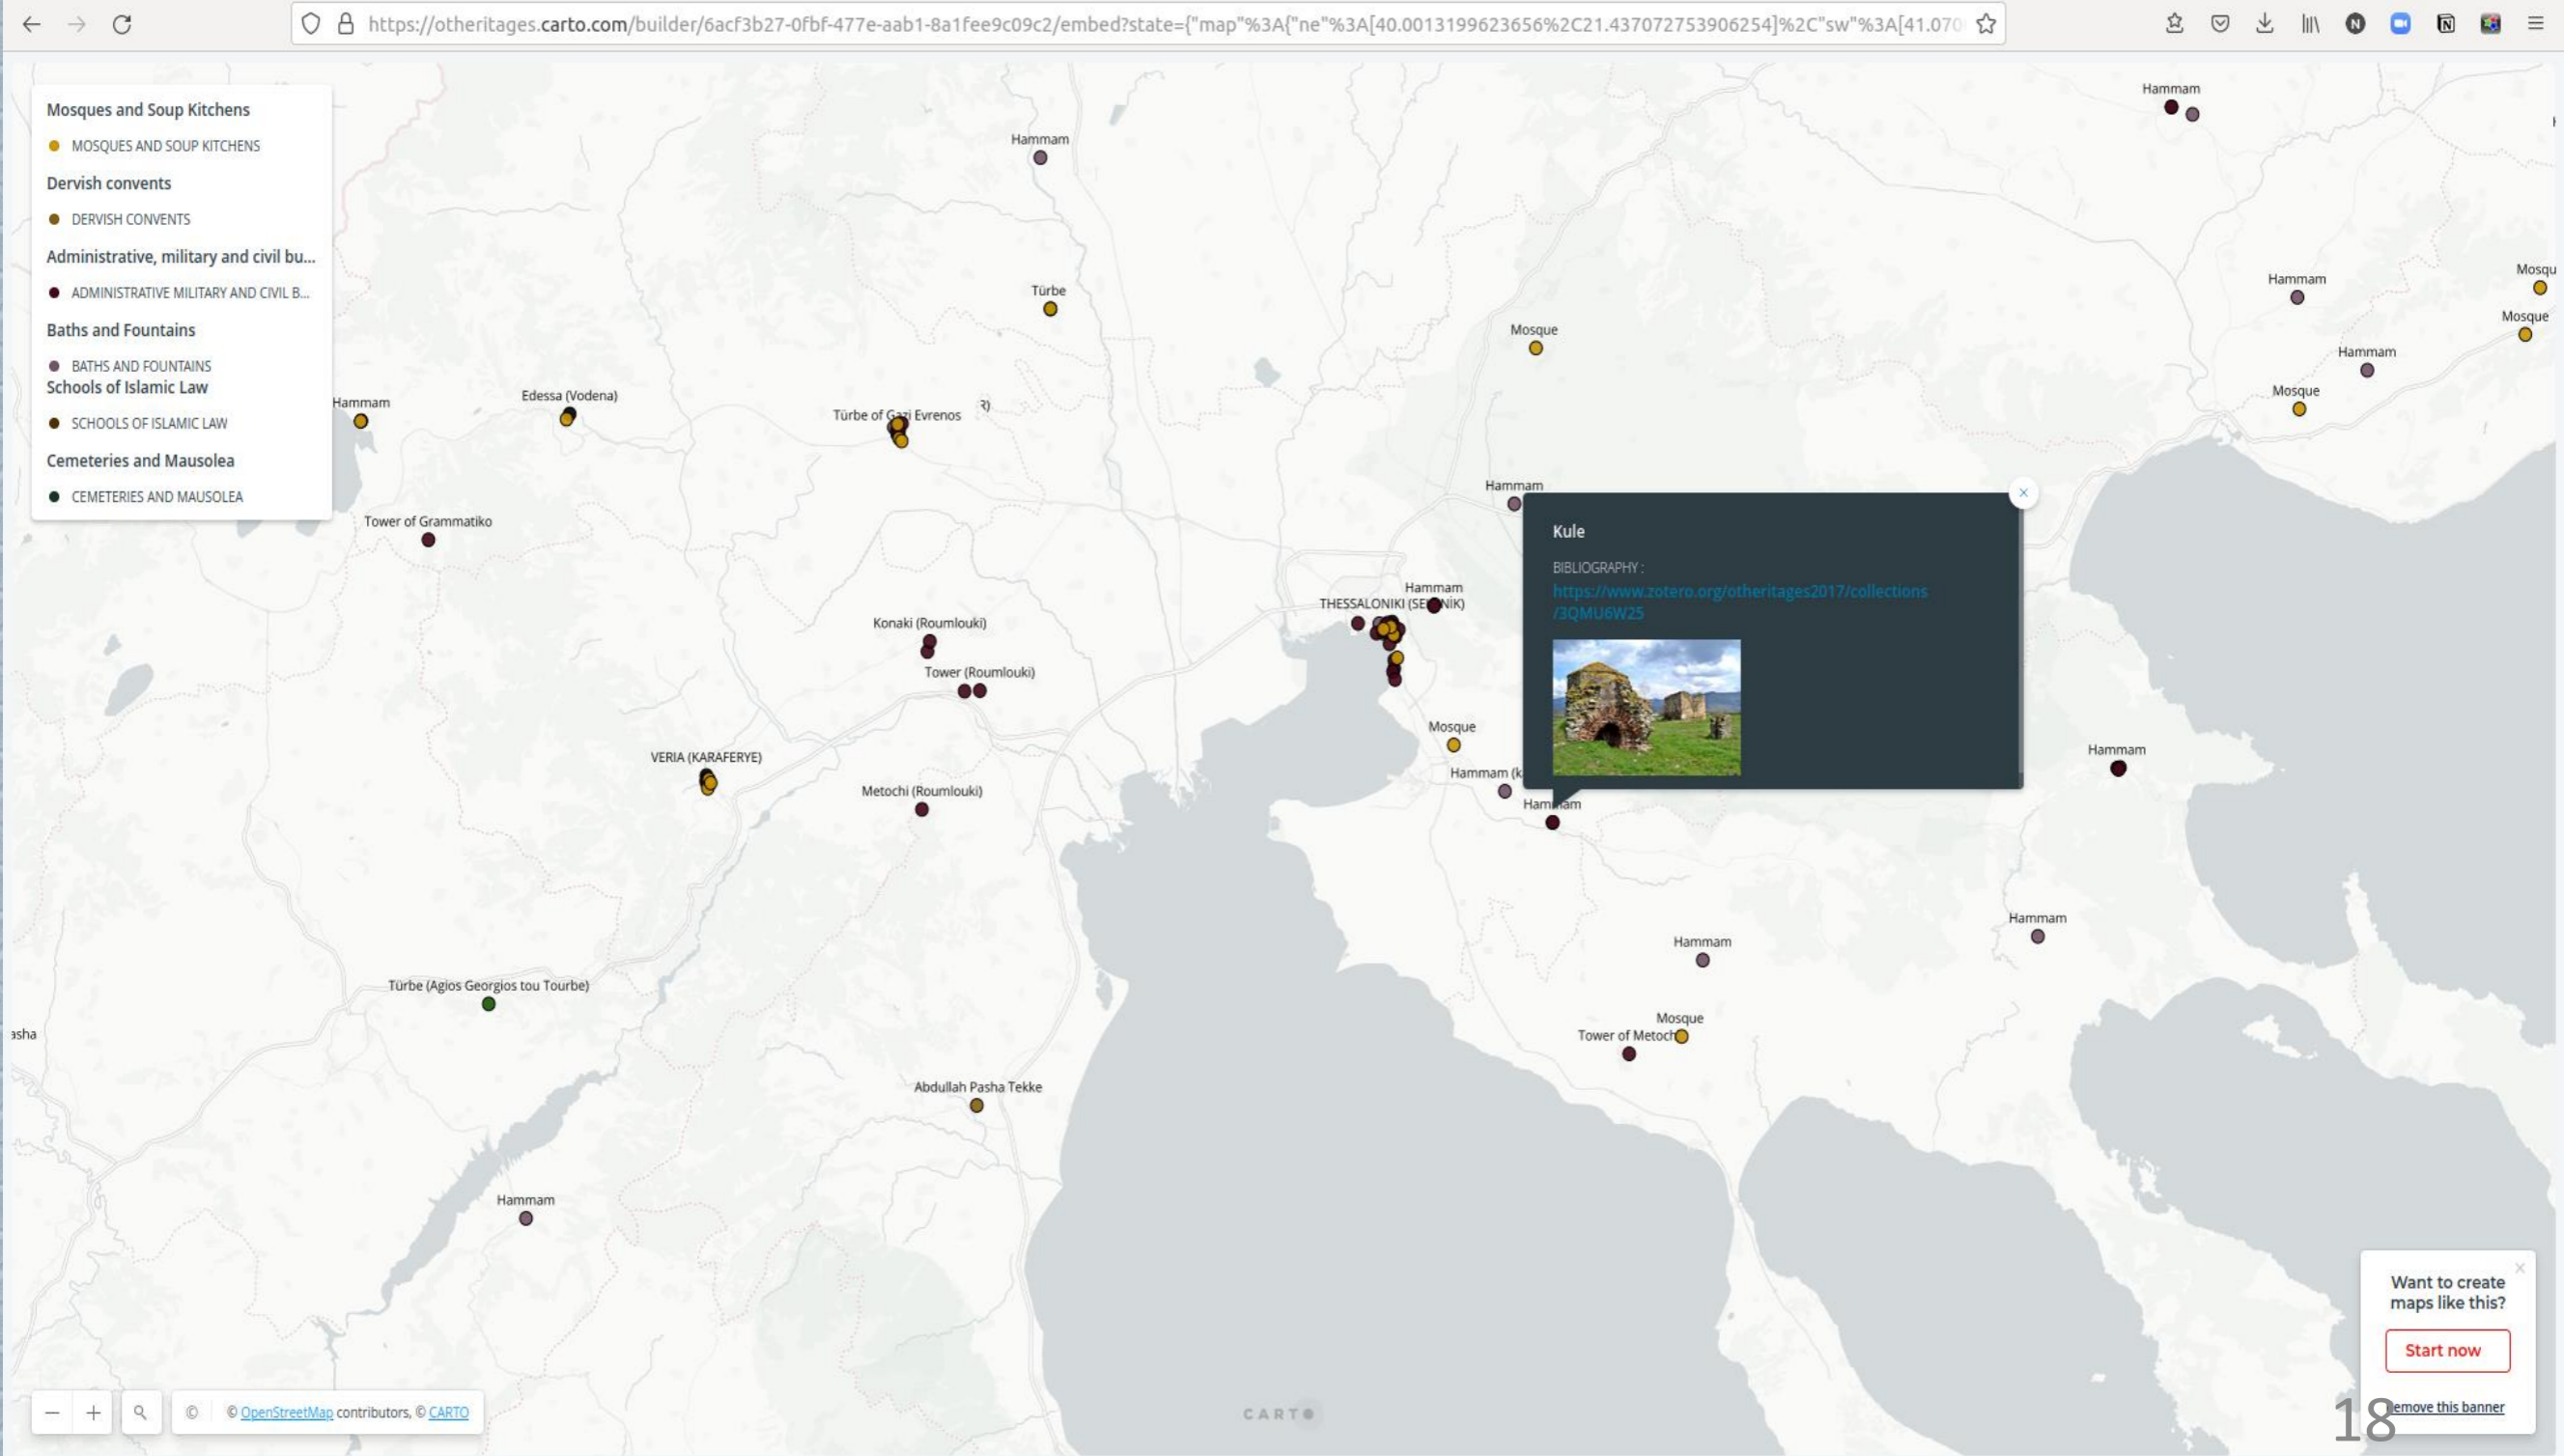 https://otheritages.carto.com/builder/6acf3b27-0fbf-477e-aab1-8a1fee9c09c2/embed?state={"map"%3A{"ne"%3A[40.0013199623656%2C21.437072753906254]%2C"sw"%3A[41.070
Mosques and Soup Kitchens
MOSQUES AND SOUP KITCHENS
Dervish convents
DERVISH CONVENTS
Administrative, military and civil bu...
ADMINISTRATIVE MILITARY AND CIVIL B...
Baths and Fountains
BATHS AND FOUNTAINS
Schools of Islamic Law
SCHOOLS OF ISLAMIC LAW
Cemeteries and Mausolea
CEMETERIES AND MAUSOLEA
Hammam
Hammam
Hammam
Mosqu
Türbe
Mosque
Mosque
Hammam
Mosque
Hammam
Edessa (Vodena)
Türbe of Gazi Evrenos
R)
Hammam
Tower of Grammatiko
Kule
BIBLIOGRAPHY :
https://www.zotero.org/otheritages2017/collections
/3QMU6W25
Hammam
THESSALONIKI (SELANİK)
Konaki (Roumlouki)
Tower (Roumlouki)
Mosque
Hammam
VERIA (KARAFERYE)
Hammam (k
Metochi (Roumlouki)
Hammam
Hammam
Hammam
Türbe (Agios Georgios tou Tourbe)
Mosque
asha
Tower of Metoch
Abdullah Pasha Tekke
Hammam
Want to create
maps like this?
Start now
emove this banner
18
© © OpenStreetMap contributors, © CARTO
CARTO